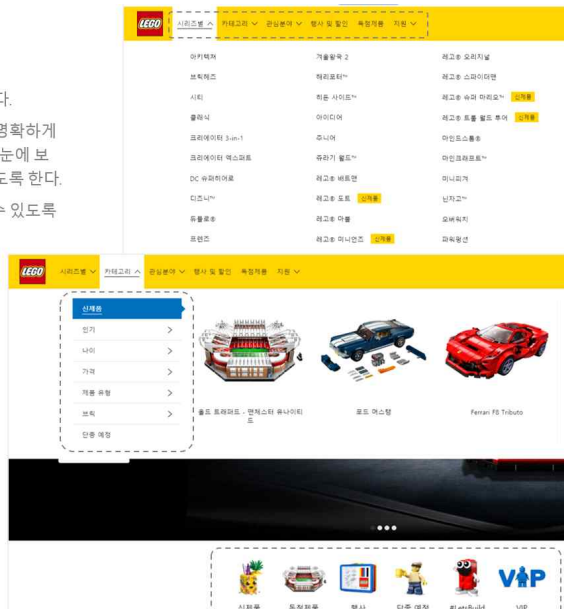 LEGO 시리즈별 카테고리 관심분야 행사 및 할인 독점제품 지원
다.
명확하게
눈에 보
도록 한다.
수 있도록
아키텍처 겨울왕국 2 레고® 오리지널
브릭헤즈 해리포터™ 레고® 스파이더맨
시티 히든 사이드™ 레고® 슈퍼 마리오™ 신제품
클래식 아이디어 레고® 트롤 월드 투어 신제품
크리에이터 3-in-1 주니어 마인드스톰®
크리에이터 엑스퍼트 쥬라기 월드™ 마인크래프트™
DC 슈퍼히어로 레고® 배트맨 미니피겨
디즈니™ 레고® 도트 신제품 닌자고™
듀플로® 레고® 마블 오버워치
프렌즈 레고® 미니언즈 신제품 파워펑션
LEGO 시리즈별 카테고리 관심분야 행사 및 할인 독점제품 지원
신제품
인기
나이
가격
제품 유형
브릭
단종 예정
올드 트래퍼드 - 맨체스터 유나이티
드
포드 머스탱
Ferrari F8 Tributo
신제품 독점제품 행사 단종 예정 #LetsBuild VIP
VIP